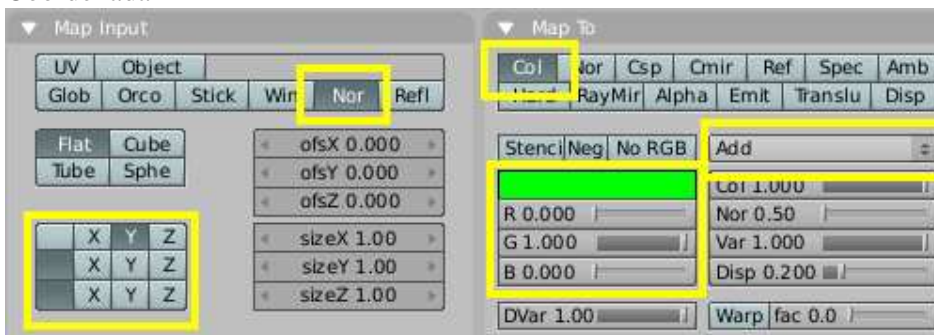 Map Input
UV Object
Glob Orco Stick Win Nor Refl
Flat Cube
Tube Sphe
ofsX 0.000
ofsY 0.000
ofsZ 0.000
X Y Z
X Y Z
X Y Z
sizeX 1.00
sizeY 1.00
sizeZ 1.00
Map To
Col Nor Csp Cmir Ref Spec Amb
Hard RayMir Alpha Emit Translu Disp
Stenci Neg No RGB
R 0.000
G 1.000
B 0.000
DVar 1.00
Add
Col 1.000
Nor 0.50
Var 1.000
Disp 0.200
Warp fac 0.0